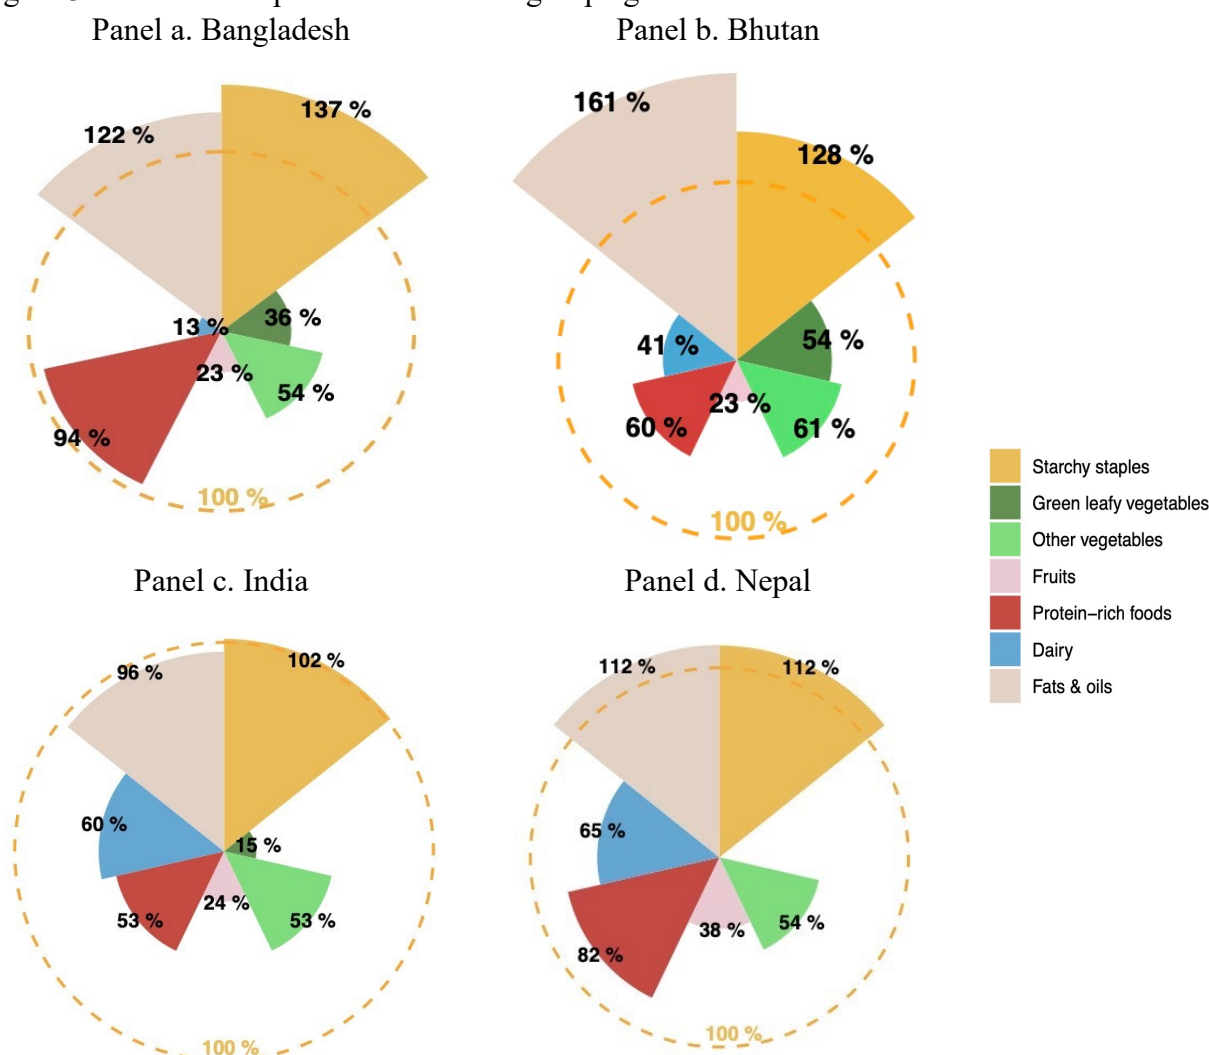 Panel a. Bangladesh
Panel b. Bhutan
137 %
122 %
36 %
13 %
23 %
54 %
94 %
100 %
161 %
128 %
54 %
41 %
23 %
60 %
61 %
100 %
Starchy staples
Green leafy vegetables
Other vegetables
Fruits
Protein-rich foods
Dairy
Fats & oils
Panel c. India
Panel d. Nepal
102 %
96 %
60 %
15 %
24 %
53 %
53 %
100 %
112 %
112 %
65 %
38 %
54 %
82 %
100 %